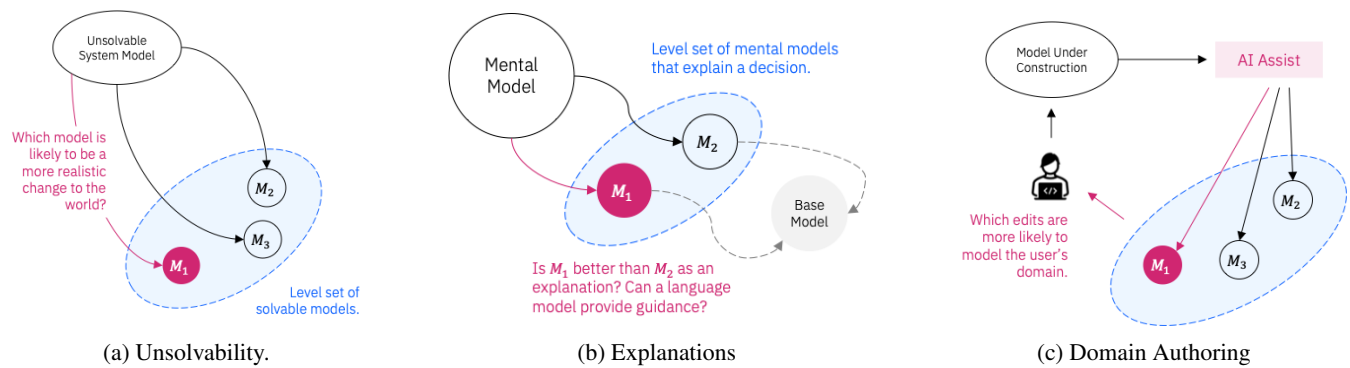 Unsolvable
System Model
Which model is
likely to be a
more realistic
change to the
world?
M₂
M₃
M₁
Level set of
solvable models.
(a) Unsolvability.
Mental
Model
Level set of mental models
that explain a decision.
M₂
M₁
Base
Model
Is M₁ better than M₂ as an
explanation? Can a language
model provide guidance?
(b) Explanations
Model Under
Construction
AI Assist
Which edits are
more likely to
model the user's
domain.
M₂
M₁
M₃
(c) Domain Authoring